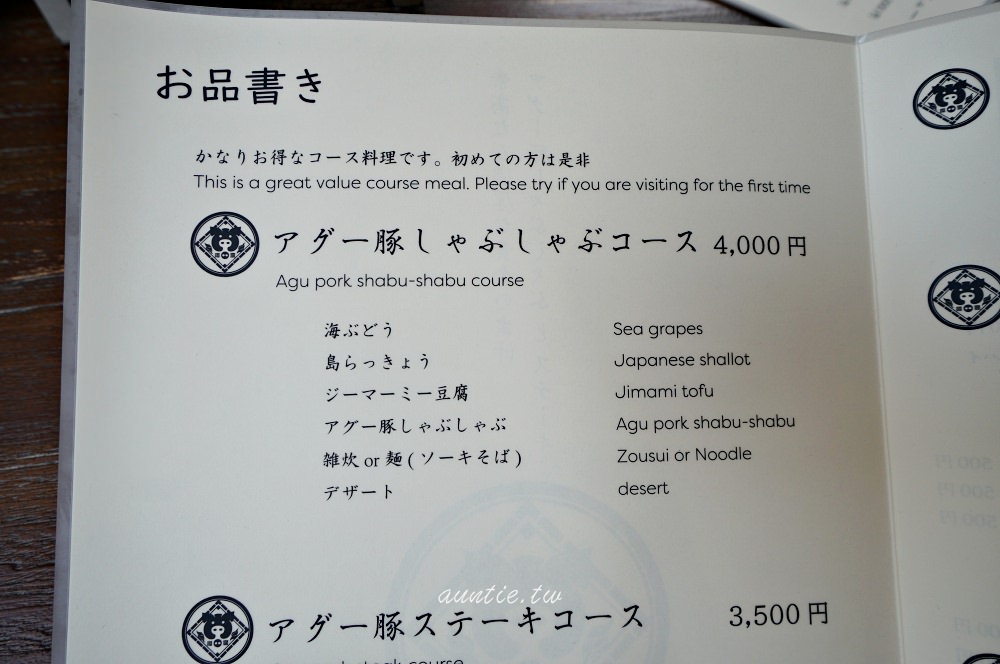 お品書き
かなりお得なコース料理です。初めての方は是非
This is a great value course meal. Please try if you are visiting for the first time
アグー豚しゃぶしゃぶコース 4,000 円
Agu pork shabu-shabu course
海ぶどう Sea grapes
島らっきょう Japanese shallot
ジーマーミー豆腐 Jimami tofu
アグー豚しゃぶしゃぶ Agu pork shabu-shabu
雑炊 or 麺 ( ソーキそば ) Zousui or Noodle
デザート desert
auntie.tw
アグー豚ステーキコース 3,500 円
course